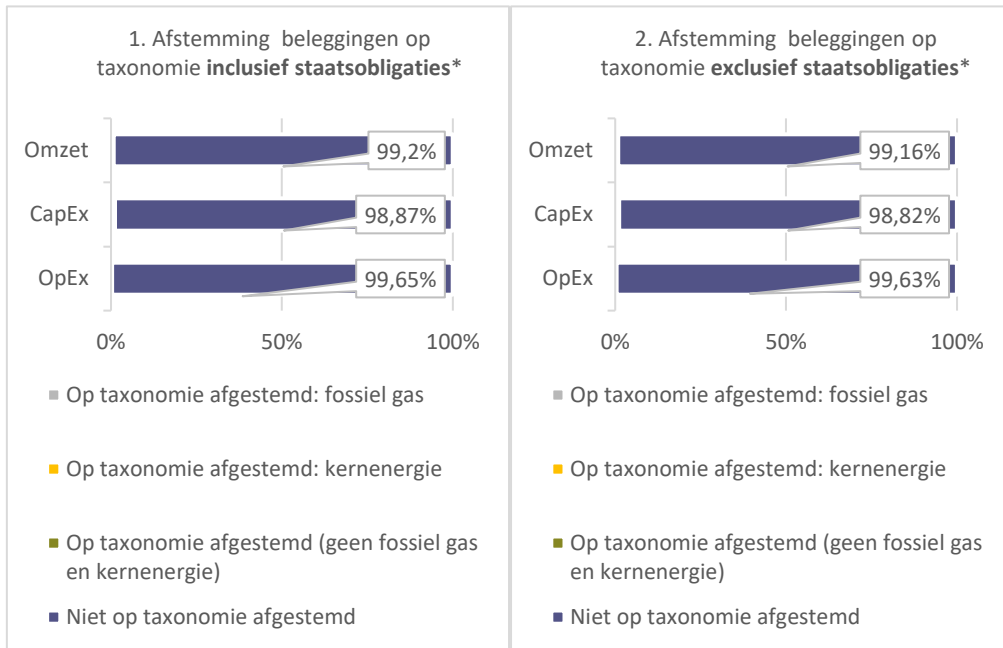 1. Afstemming beleggingen op
taxonomie inclusief staatsobligaties*
Omzet
99,2%
CapEx
98,87%
OpEx
99,65%
0%
50%
100%
Op taxonomie afgestemd: fossiel gas
Op taxonomie afgestemd: kernenergie
Op taxonomie afgestemd (geen fossiel gas
en kernenergie)
Niet op taxonomie afgestemd
2. Afstemming beleggingen op
taxonomie exclusief staatsobligaties*
Omzet
99,16%
CapEx
98,82%
OpEx
99,63%
0%
50%
100%
Op taxonomie afgestemd: fossiel gas
Op taxonomie afgestemd: kernenergie
Op taxonomie afgestemd (geen fossiel gas
en kernenergie)
Niet op taxonomie afgestemd